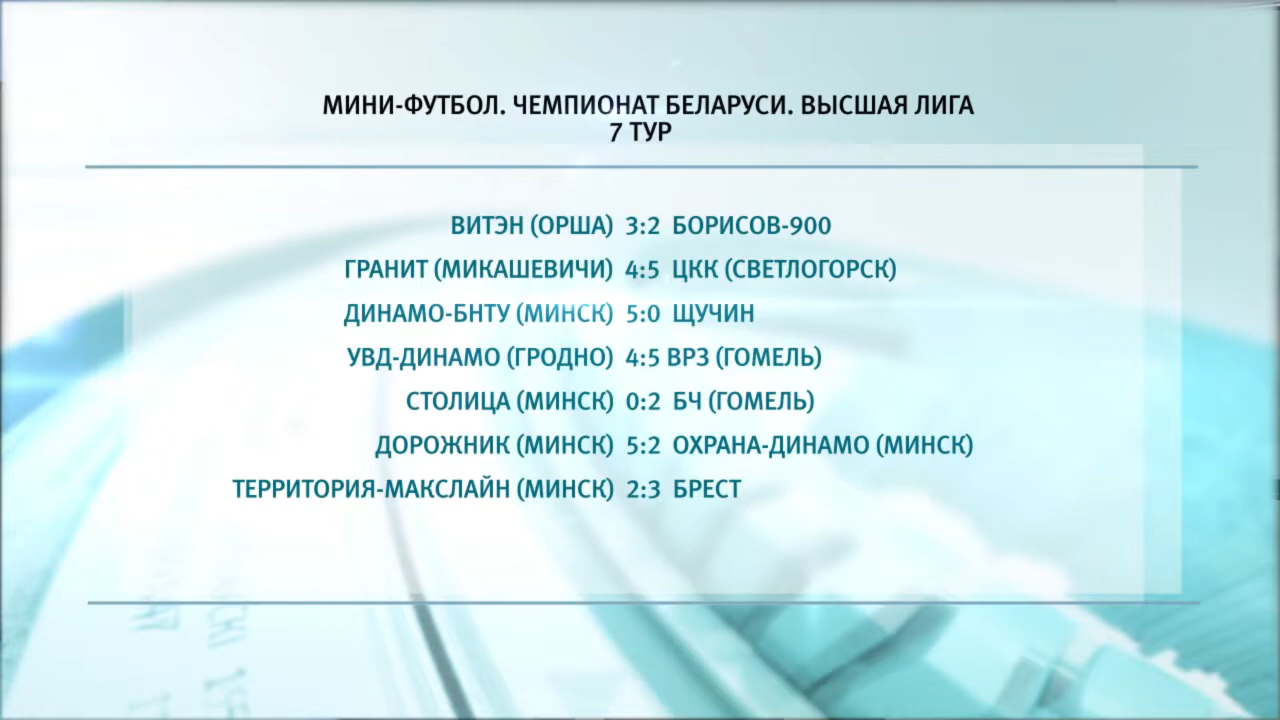 МИНИ-ФУТБОЛ. ЧЕМПИОНАТ БЕЛАРУСИ. ВЫСШАЯ ЛИГА
7 ТУР
ВИТЭН (ОРША) 3:2 БОРИСОВ-900
ГРАНИТ (МИКАШЕВИЧИ) 4:5 ЦКК (СВЕТЛОГОРСК)
ДИНАМО-БНТУ (МИНСК) 5:0 ЩУЧИН
УВД-ДИНАМО (ГРОДНО) 4:5 ВРЗ (ГОМЕЛЬ)
СТОЛИЦА (МИНСК) 0:2 БЧ (ГОМЕЛЬ)
ДОРОЖНИК (МИНСК) 5:2 ОХРАНА-ДИНАМО (МИНСК)
ТЕРРИТОРИЯ-МАКСЛАЙН (МИНСК) 2:3 БРЕСТ